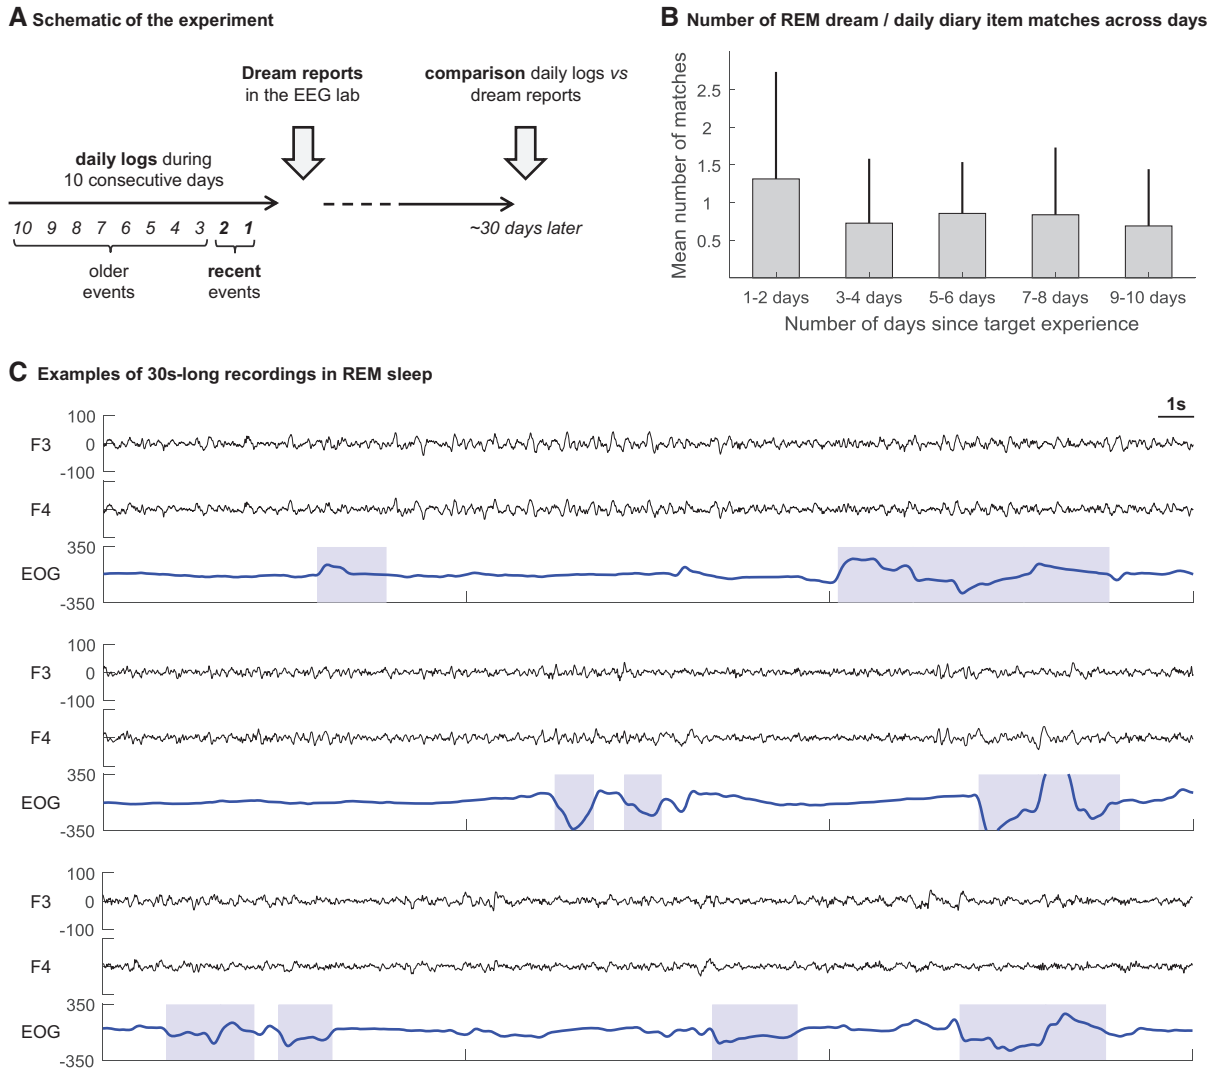 A Schematic of the experiment
Dream reports
in the EEG lab
comparison daily logs vs
dream reports
daily logs during
10 consecutive days
10 9 8 7 6 5 4 3 2 1
~30 days later
older
events
recent
events
B Number of REM dream / daily diary item matches across days
Mean number of matches
2.5
2
1.5
1
0.5
1-2 days 3-4 days 5-6 days 7-8 days 9-10 days
Number of days since target experience
C Examples of 30s-long recordings in REM sleep
1s
100
F3 0
-100
F4
350
EOG
-350
100
F3 0
-100
F4
350
EOG
-350
100
F3 0
-100
F4
350
EOG
-350